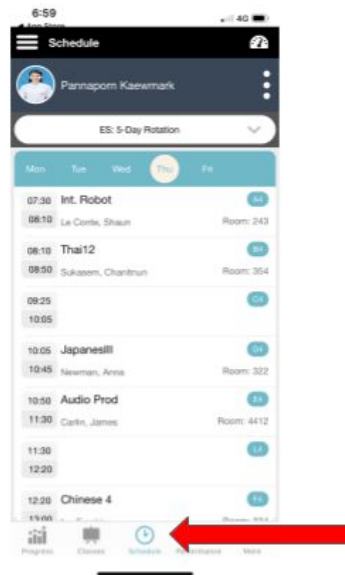 6:59
App Store
4G
Schedule
Pannaporn Kaewmark
ES: 5-Day Rotation
Mon Tue Wed Thu Fri
07:30 Int. Robot A4
08:10 Le Conte, Shaun Room: 243
08:10 Thai12 B4
08:50 Sukasem, Chantnun Room: 354
09:25 C4
10:05
10:05 JapanesIII D4
10:45 Newman, Anna Room: 322
10:50 Audio Prod E4
11:30 Carlin, James Room: 4412
11:30 L4
12:20
12:20 Chinese 4 F4
13:00
Progress Classes Schedule Performance More